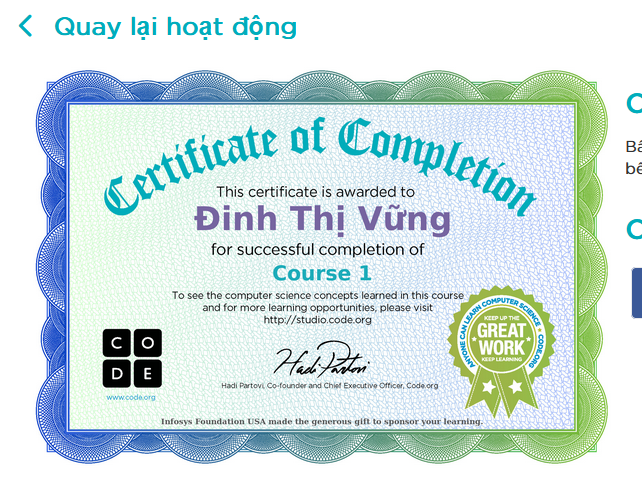 Quay lại hoạt động
Certificate of Completion
This certificate is awarded to
Đinh Thị Vững
for successful completion of
Course 1
To see the computer science concepts learned in this course
and for more learning opportunities, please visit
http://studio.code.org
ANYONE CAN LEARN COMPUTER SCIENCE ★ CODE.ORG ★
KEEP UP THE
GREAT
WORK
KEEP LEARNING
C O
D E
www.code.org
Hadi Partovi
Hadi Partovi, Co-founder and Chief Executive Officer, Code.org
Infosys Foundation USA made the generous gift to sponsor your learning.